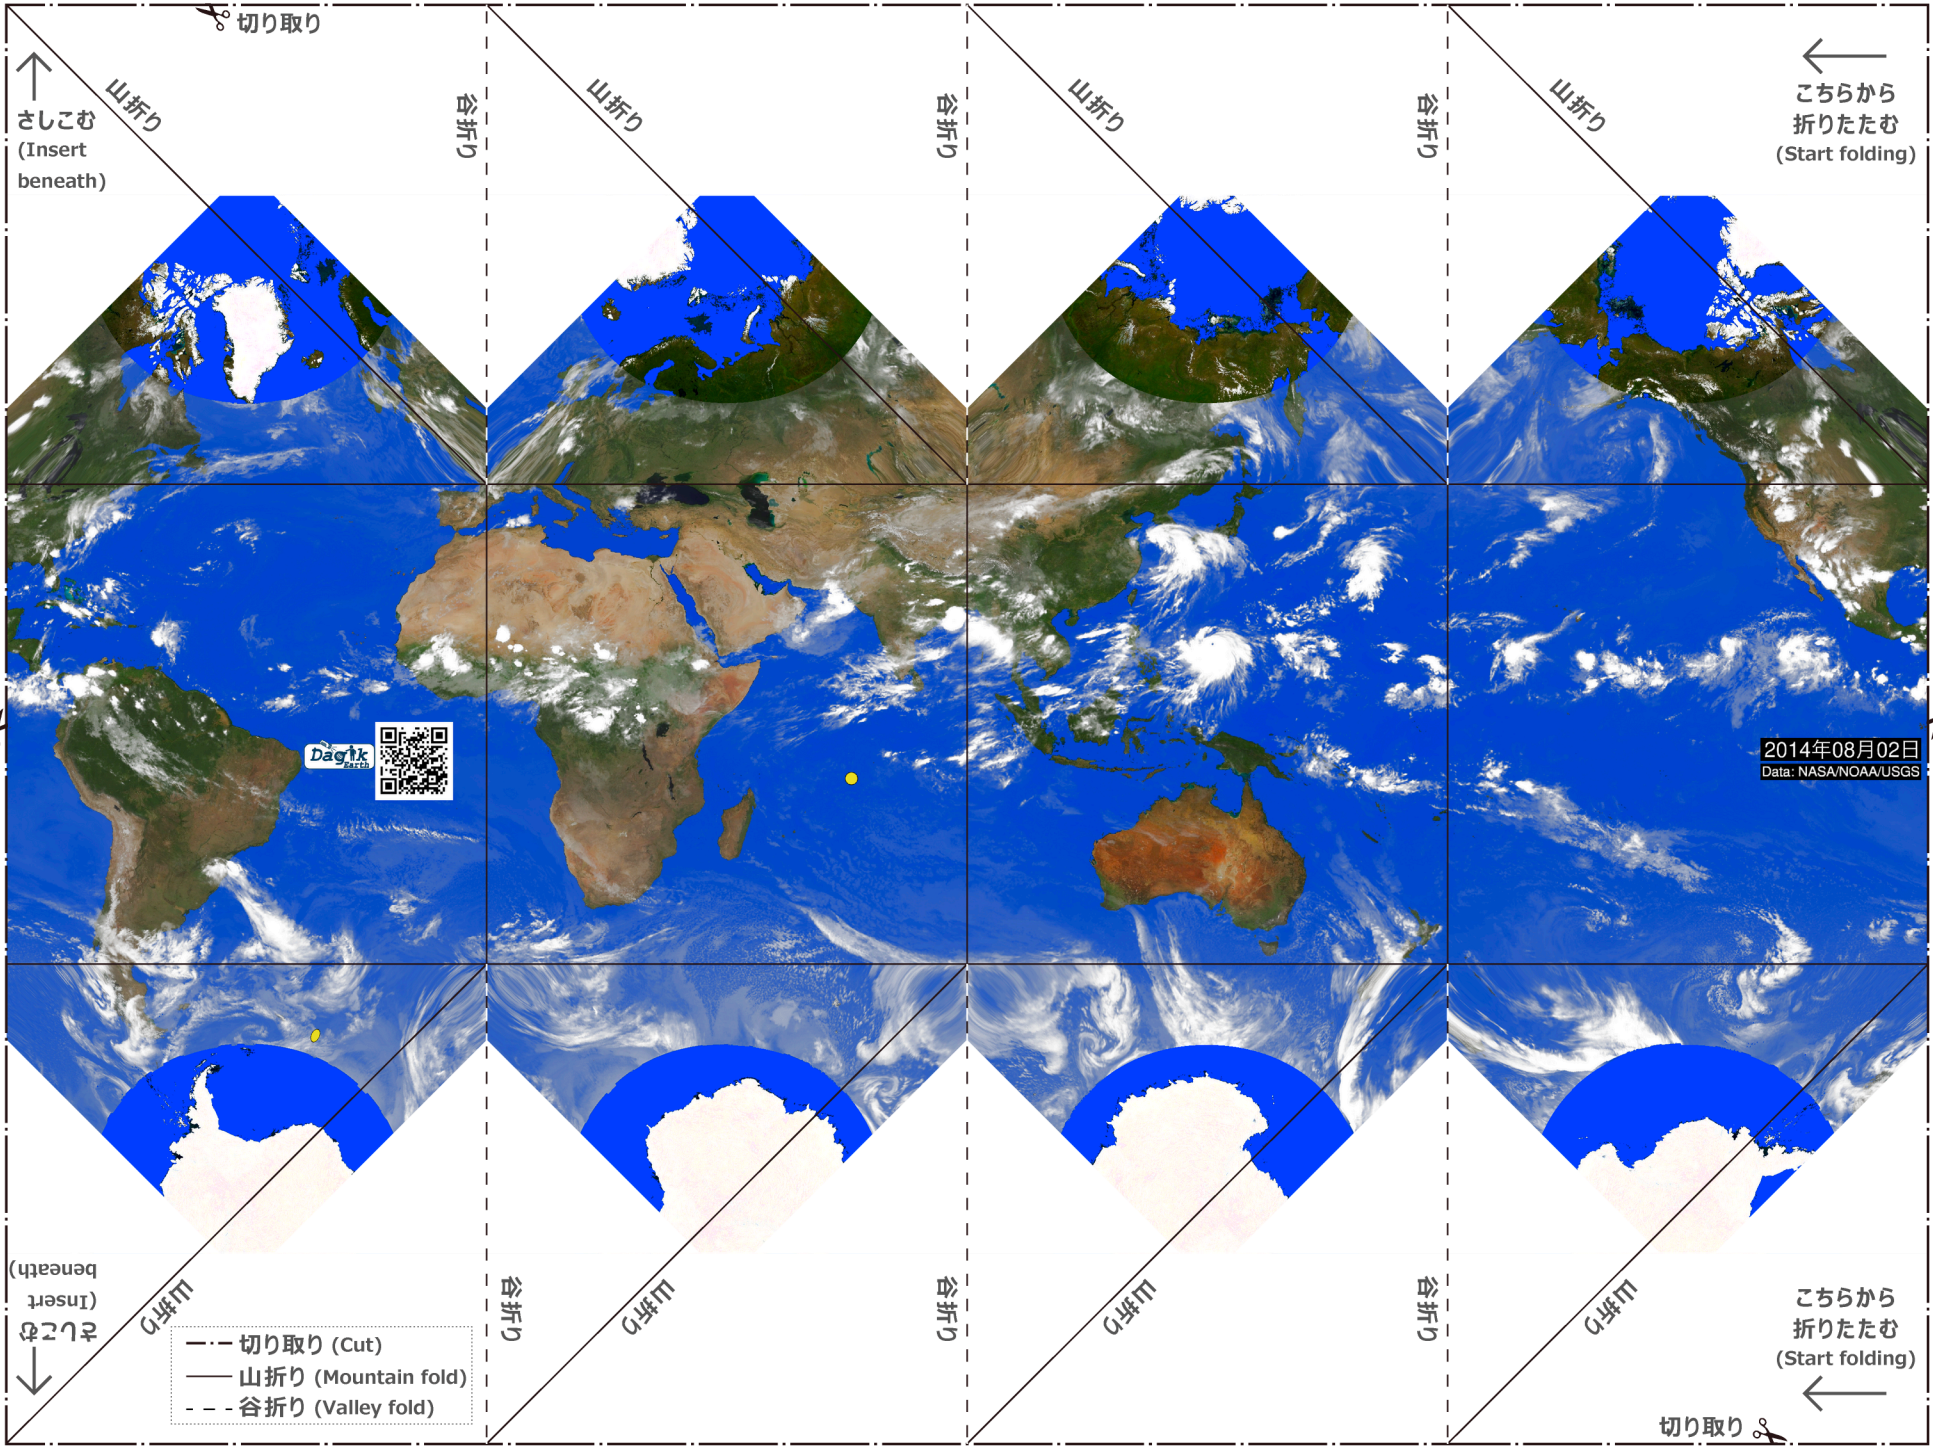 切り取り
さしこむ
(Insert
beneath)
山折り
谷折り
山折り
谷折り
山折り
谷折り
山折り
こちらから
折りたたむ
(Start folding)
Dagik
Earth
2014年08月02日
Data: NASA/NOAA/USGS
さしこむ
(Insert
beneath)
山折り
谷折り
山折り
谷折り
山折り
谷折り
山折り
こちらから
折りたたむ
(Start folding)
切り取り (Cut)
山折り (Mountain fold)
谷折り (Valley fold)
切り取り